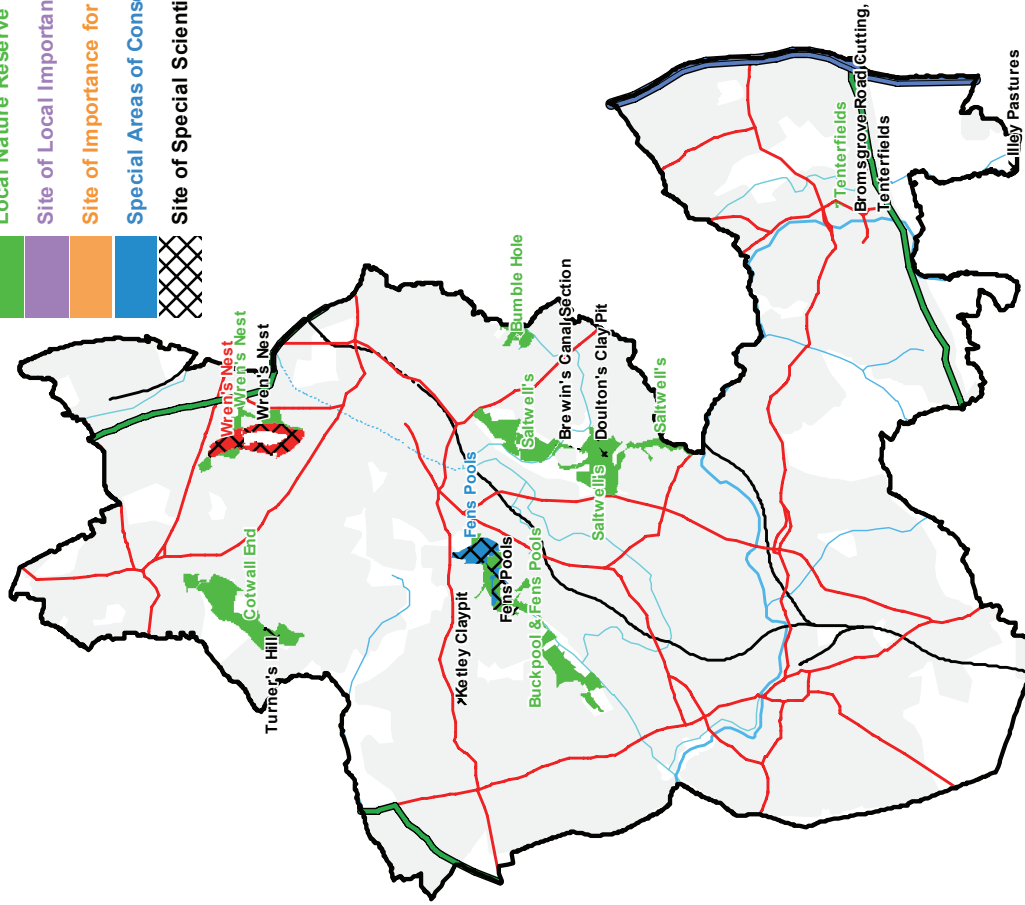 Local Nature Reserve
Site of Local Importan
Site of Importance for
Special Areas of Cons
Site of Special Scienti
Wren's Nest
Wren's Nest
Wren's Nest
Cotwall End
Turner's Hill
Bumble Hole
Brewin's Canal Section
Doulton's Clay Pit
Saltwell's
Saltwell's
Saltwell's
Fens Pools
Fens Pools
Buckpool & Fens Pools
Ketley Claypit
Tenterfields
Bromsgrove Road Cutting,
Tenterfields
Illey Pastures